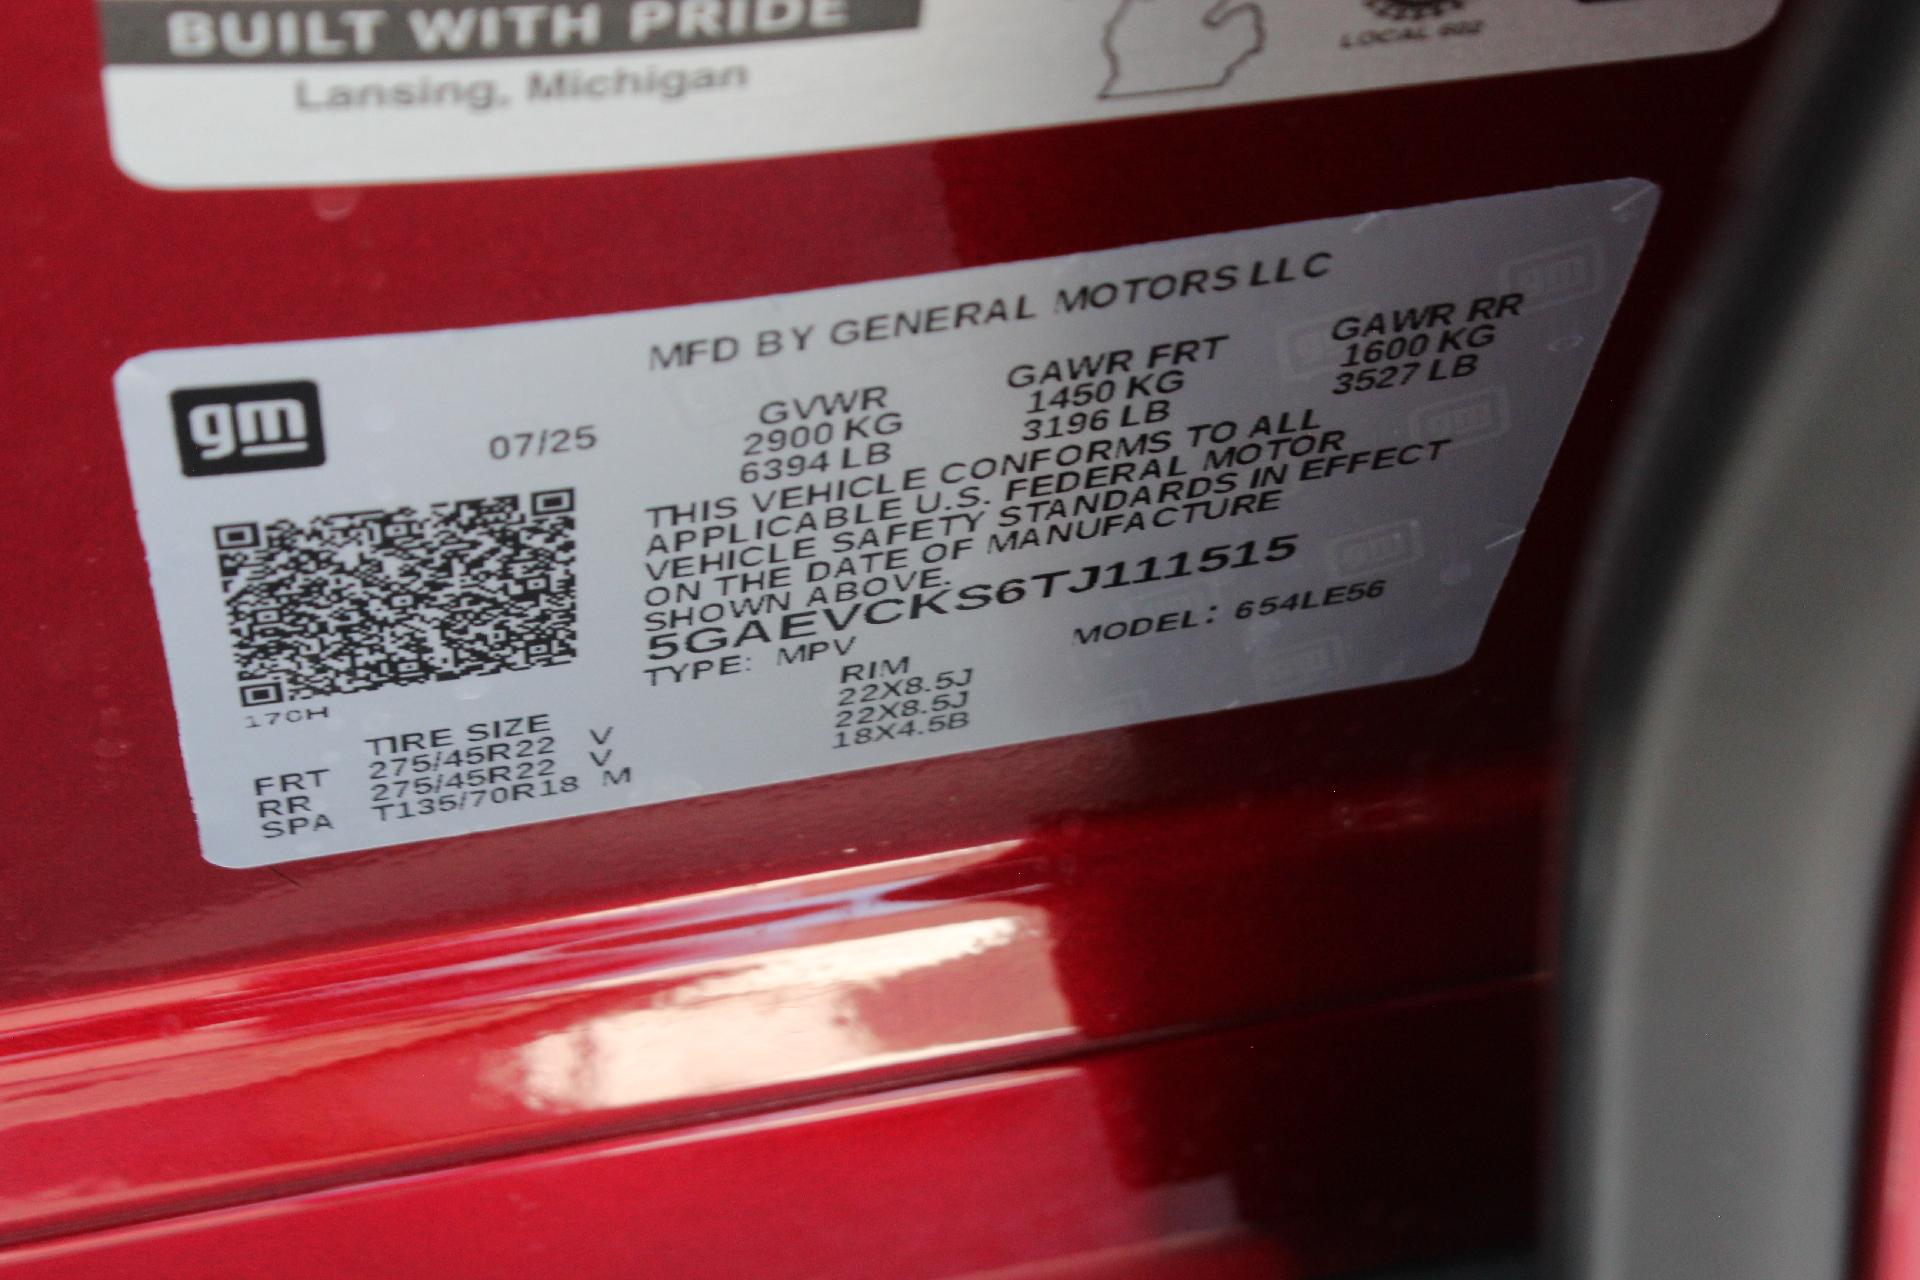 BUILT WITH PRIDE
Lansing, Michigan
LOCAL 602
MFD BY GENERAL MOTORS LLC
gm
07/25
GVWR GAWR FRT GAWR RR
2900 KG 1450 KG 1600 KG
6394 LB 3196 LB 3527 LB
THIS VEHICLE CONFORMS TO ALL
APPLICABLE U.S. FEDERAL MOTOR
VEHICLE SAFETY STANDARDS IN EFFECT
ON THE DATE OF MANUFACTURE
SHOWN ABOVE.
5GAEVCKS6TJ111515
TYPE: MPV MODEL: 654LE56
170H
TIRE SIZE RIM
FRT 275/45R22 V 22X8.5J
RR 275/45R22 V 22X8.5J
SPA T135/70R18 M 18X4.5B